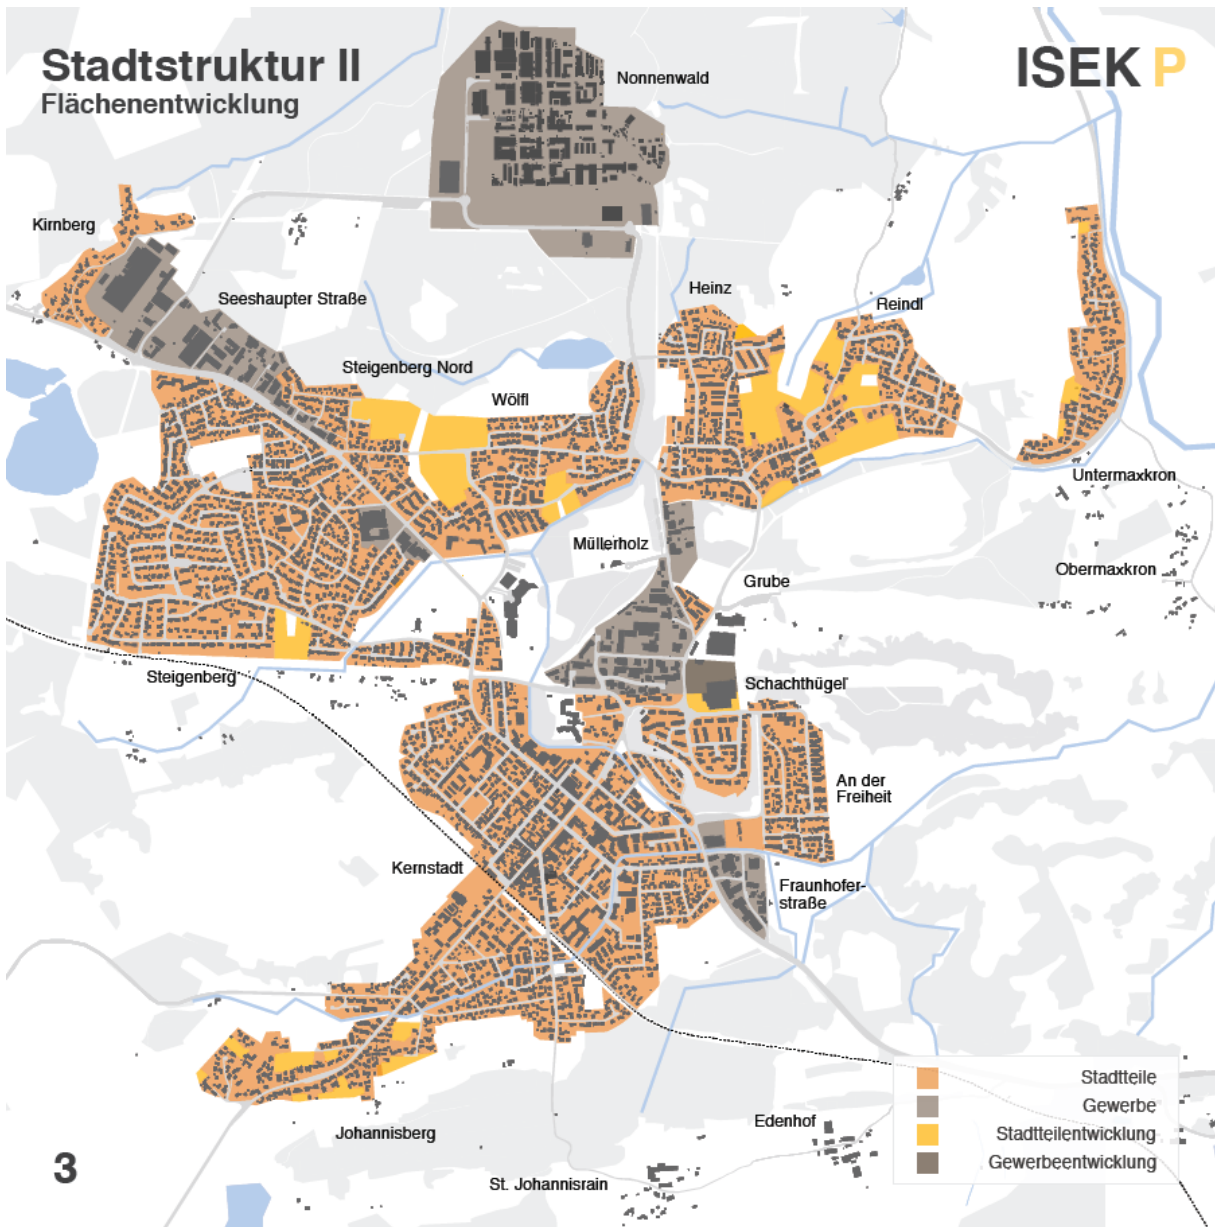 Stadtstruktur II
Flächenentwicklung
ISEK P
Nonnenwald
Kirnberg
Seeshaupter Straße
Heinz
Reindl
Steigenberg Nord
Wölfl
Untermaxkron
Müllerholz
Obermaxkron
Grube
Steigenberg
Schachthügel
An der
Freiheit
Kernstadt
Fraunhofer-
straße
Stadtteile
Gewerbe
Stadtteilentwicklung
Gewerbeentwicklung
Edenhof
Johannisberg
St. Johannisrain
3